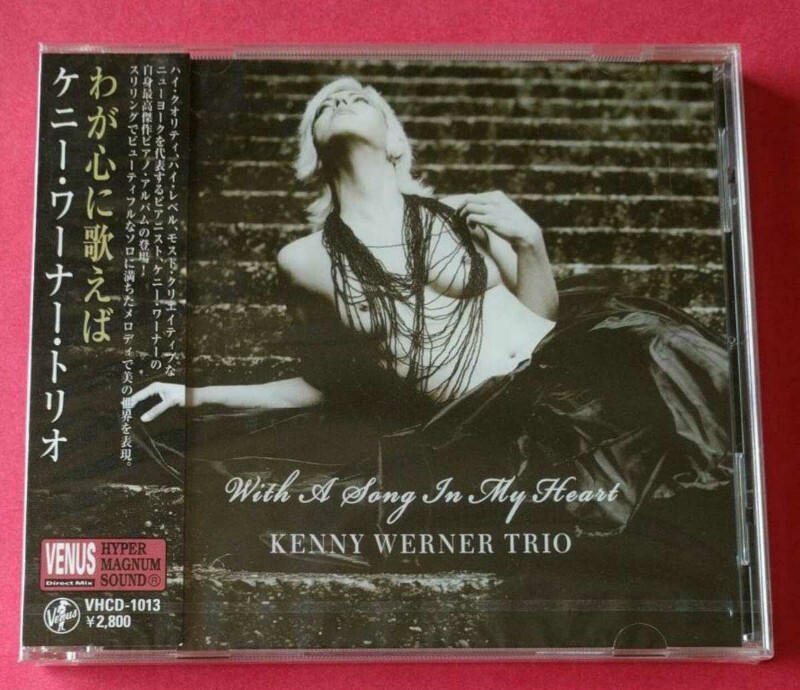 わが心に歌えば
ケニー・ワーナー・トリオ
ハイ・クオリティ、ハイ・レベル、モスト・クリエイティブな
ニューヨークを代表するピアニスト、ケニー・ワーナーの
自身最高傑作ピアノ・アルバムの登場!
スリリングでビューティフルなソロに満ちたメロディで美の世界を表現。
With A Song In My Heart
KENNY WERNER TRIO
VENUS
Direct Mix
HYPER
MAGNUM
SOUND®
Venus
VHCD-1013
¥2,800